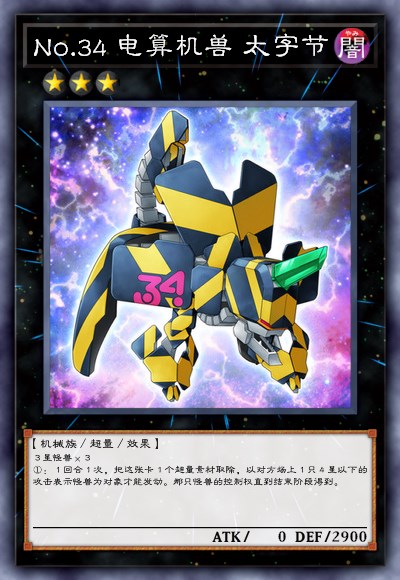 No.34 电算机兽 太字节 闇
やみ
34
【机械族/超量/效果】
3星怪兽×3
①:1回合1次,把这张卡1个超量素材取除,以对方场上1只4星以下的
攻击表示怪兽为对象才能发动。那只怪兽的控制权直到结束阶段得到。
ATK/ 0 DEF/2900